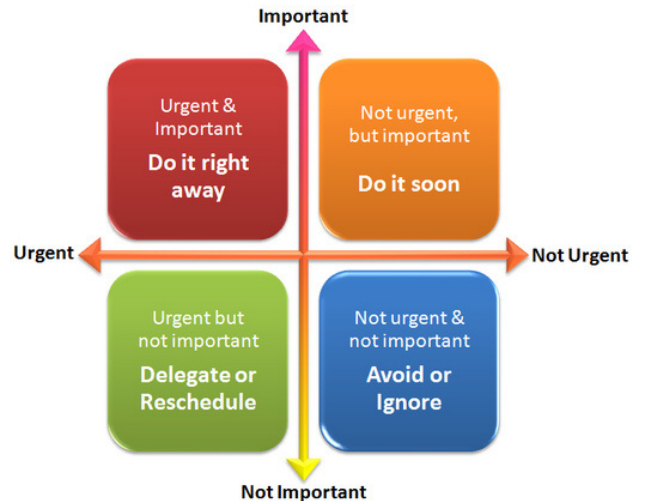 Important
Urgent &
Important
Do it right
away
Not urgent,
but important
Do it soon
Urgent
Not Urgent
Urgent but
not important
Delegate or
Reschedule
Not urgent &
not important
Avoid or
Ignore
Not Important